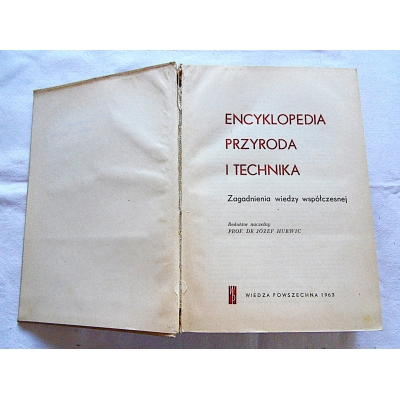 ENCYKLOPEDIA
PRZYRODA
I TECHNIKA
Zagadnienia wiedzy współczesnej
Redaktor naczelny
PROF. DR JÓZEF HURWIC
WIEDZA POWSZECHNA 1963